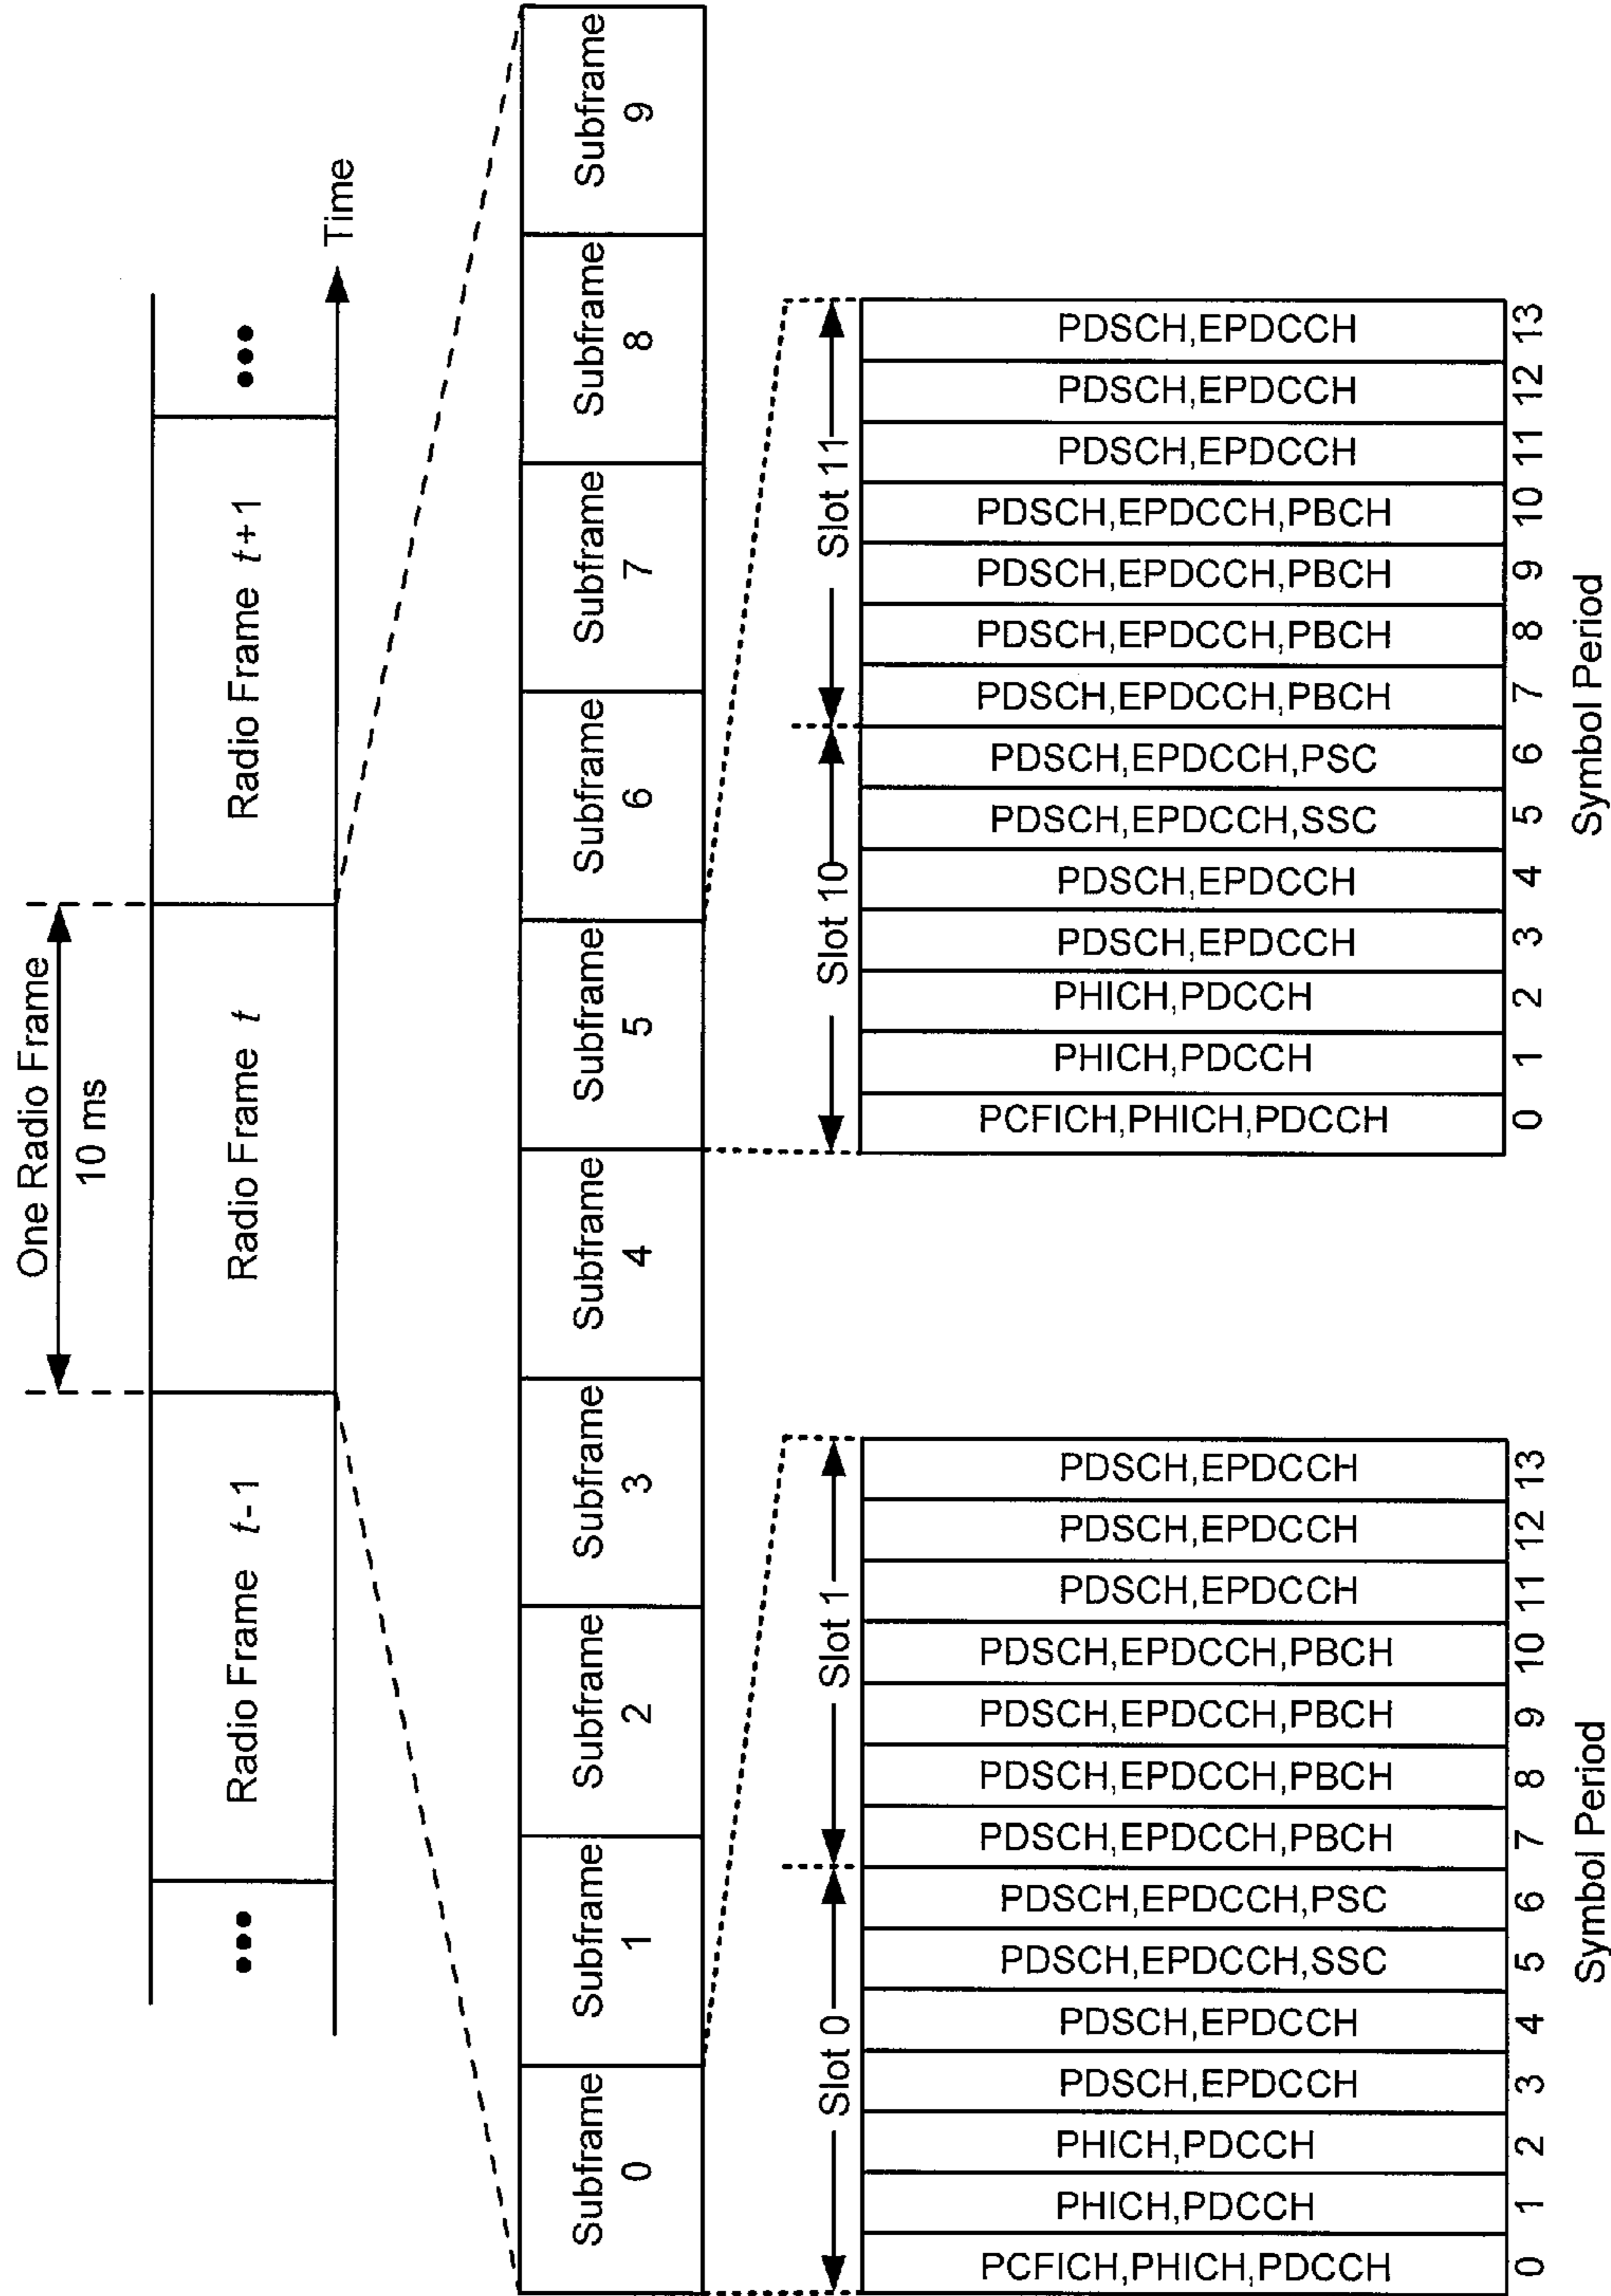 One Radio Frame
10 ms
•••
Radio Frame t-1
Radio Frame t
Radio Frame t+1
•••
Time
Subframe
0
Subframe
1
Subframe
2
Subframe
3
Subframe
4
Subframe
5
Subframe
6
Subframe
7
Subframe
8
Subframe
9
Slot 0
Slot 1
PCFICH,PHICH,PDCCH
PHICH,PDCCH
PHICH,PDCCH
PDSCH,EPDCCH
PDSCH,EPDCCH
PDSCH,EPDCCH,SSC
PDSCH,EPDCCH,PSC
PDSCH,EPDCCH,PBCH
PDSCH,EPDCCH,PBCH
PDSCH,EPDCCH,PBCH
PDSCH,EPDCCH,PBCH
PDSCH,EPDCCH
PDSCH,EPDCCH
PDSCH,EPDCCH
0 1 2 3 4 5 6 7 8 9 10 11 12 13
Symbol Period
Slot 10
Slot 11
PCFICH,PHICH,PDCCH
PHICH,PDCCH
PHICH,PDCCH
PDSCH,EPDCCH
PDSCH,EPDCCH
PDSCH,EPDCCH,SSC
PDSCH,EPDCCH,PSC
PDSCH,EPDCCH,PBCH
PDSCH,EPDCCH,PBCH
PDSCH,EPDCCH,PBCH
PDSCH,EPDCCH,PBCH
PDSCH,EPDCCH
PDSCH,EPDCCH
PDSCH,EPDCCH
0 1 2 3 4 5 6 7 8 9 10 11 12 13
Symbol Period